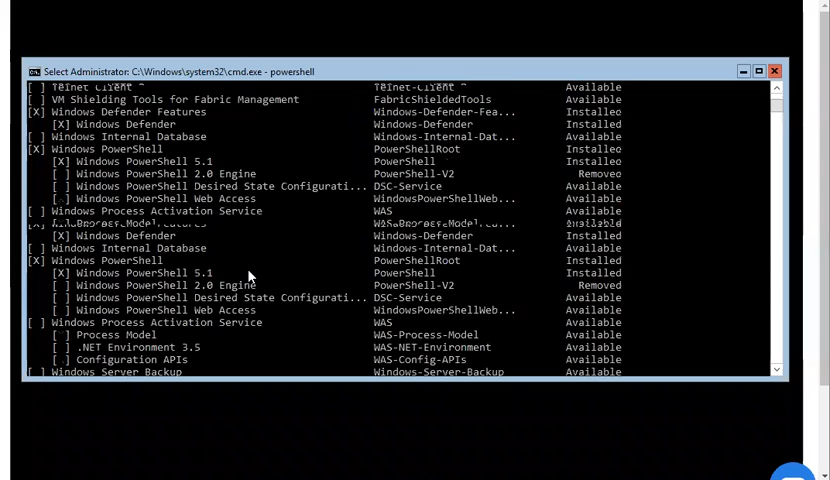 Select Administrator: C:\Windows\system32\cmd.exe - powershell
[ ] Telnet Client Telnet-Client Available
[ ] VM Shielding Tools for Fabric Management FabricShieldedTools Available
[X] Windows Defender Features Windows-Defender-Fea... Installed
[X] Windows Defender Windows-Defender Installed
[ ] Windows Internal Database Windows-Internal-Dat... Available
[X] Windows PowerShell PowerShellRoot Installed
[X] Windows PowerShell 5.1 PowerShell Installed
[ ] Windows PowerShell 2.0 Engine PowerShell-V2 Removed
[ ] Windows PowerShell Desired State Configurati... DSC-Service Available
[ ] Windows PowerShell Web Access WindowsPowerShellWeb... Available
[ ] Windows Process Activation Service WAS Available
[X] Windows Defender Windows-Defender Installed
[ ] Windows Internal Database Windows-Internal-Dat... Available
[X] Windows PowerShell PowerShellRoot Installed
[X] Windows PowerShell 5.1 PowerShell Installed
[ ] Windows PowerShell 2.0 Engine PowerShell-V2 Removed
[ ] Windows PowerShell Desired State Configurati... DSC-Service Available
[ ] Windows PowerShell Web Access WindowsPowerShellWeb... Available
[ ] Windows Process Activation Service WAS Available
[ ] Process Model WAS-Process-Model Available
[ ] .NET Environment 3.5 WAS-NET-Environment Available
[ ] Configuration APIs WAS-Config-APIs Available
[ ] Windows Server Backup Windows-Server-Backup Available